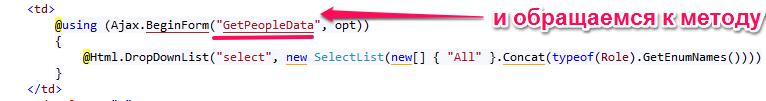 <td>
@using (Ajax.BeginForm("GetPeopleData", opt)) и обращаемся к методу
{
@Html.DropDownList("select", new SelectList(new[] { "All" }.Concat(typeof(Role).GetEnumNames())))
}
</td>